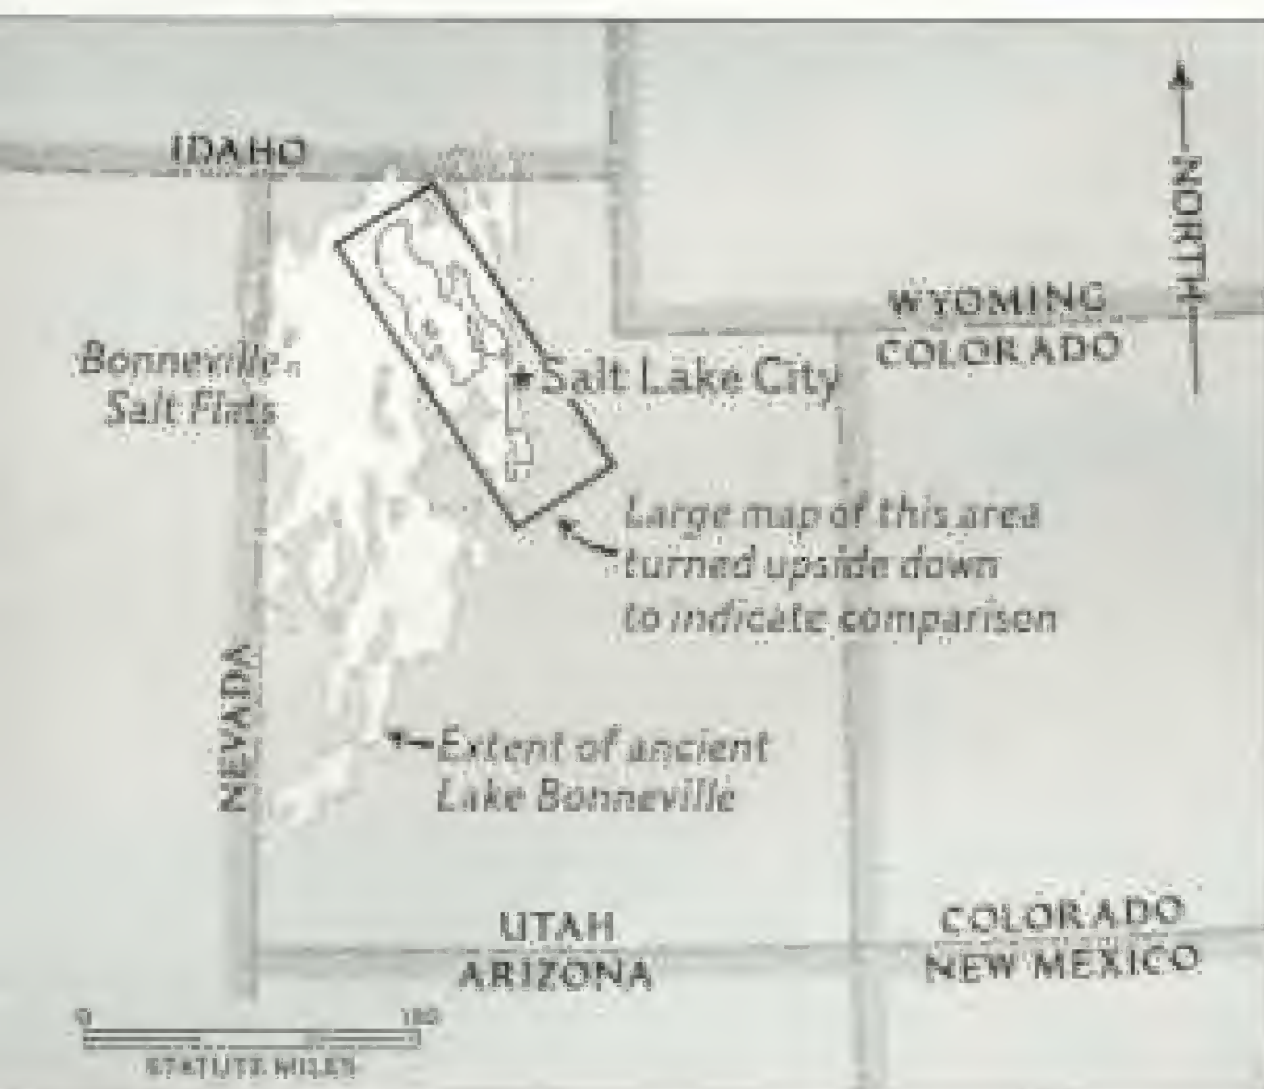 IDAHO
NORTH
WYOMING
COLORADO
Bonneville
Salt Flats
Salt Lake City
Large map of this area
turned upside down
to indicate comparison
NEVADA
Extent of ancient
Lake Bonneville
UTAH
ARIZONA
COLORADO
NEW MEXICO
0
STATUTE MILES